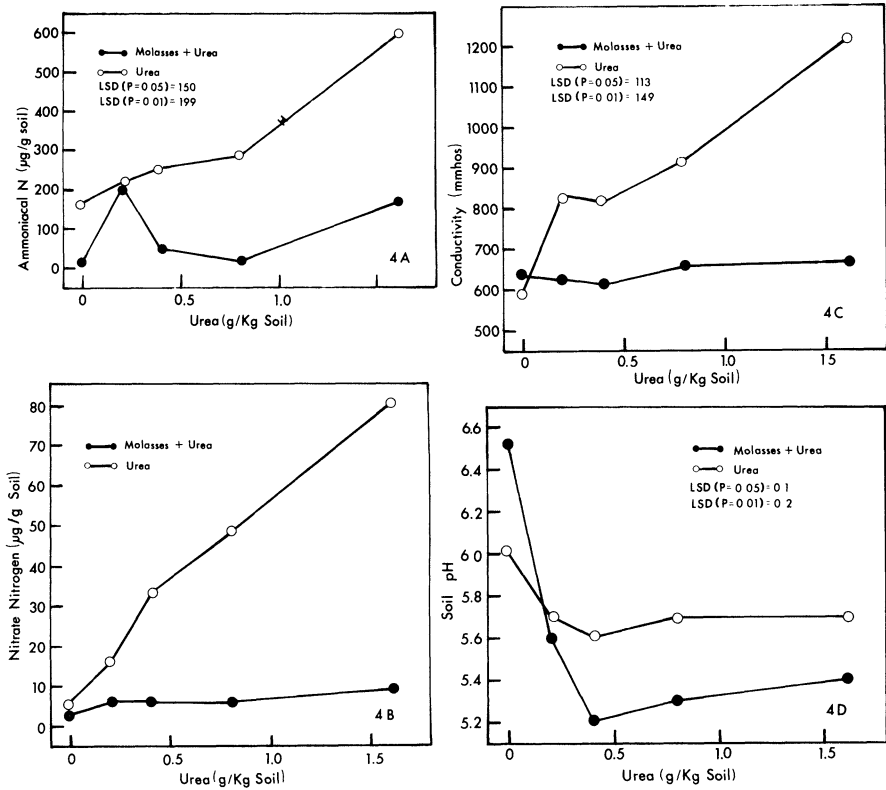 600
500
400
300
200
100
0
Ammoniacal N (µg/g soil)
Molasses + Urea
Urea
LSD (P=0 05) = 150
LSD (P=0 01) = 199
4A
0
0.5
1.0
Urea (g/Kg Soil)
1200
1100
1000
900
800
700
600
500
Conductivity (mmhos)
Molasses + Urea
Urea
LSD (P=0 05) = 113
LSD (P=0 01) = 149
4C
0
0.5
1.0
1 5
Urea (g/Kg Soil)
80
70
60
50
40
30
20
10
0
Nitrate Nitrogen (µg/g Soil)
Molasses + Urea
Urea
4B
0
0.5
1.0
1.5
Urea (g/Kg Soil)
6.6
6.4
6.2
6 0
5.8
5.6
5.4
5.2
Soil pH
Molasses + Urea
Urea
LSD (P=0 05) = 0 1
LSD (P=0 01) = 0 2
4D
0
0.5
1.0
1.5
Urea (g/Kg Soil)